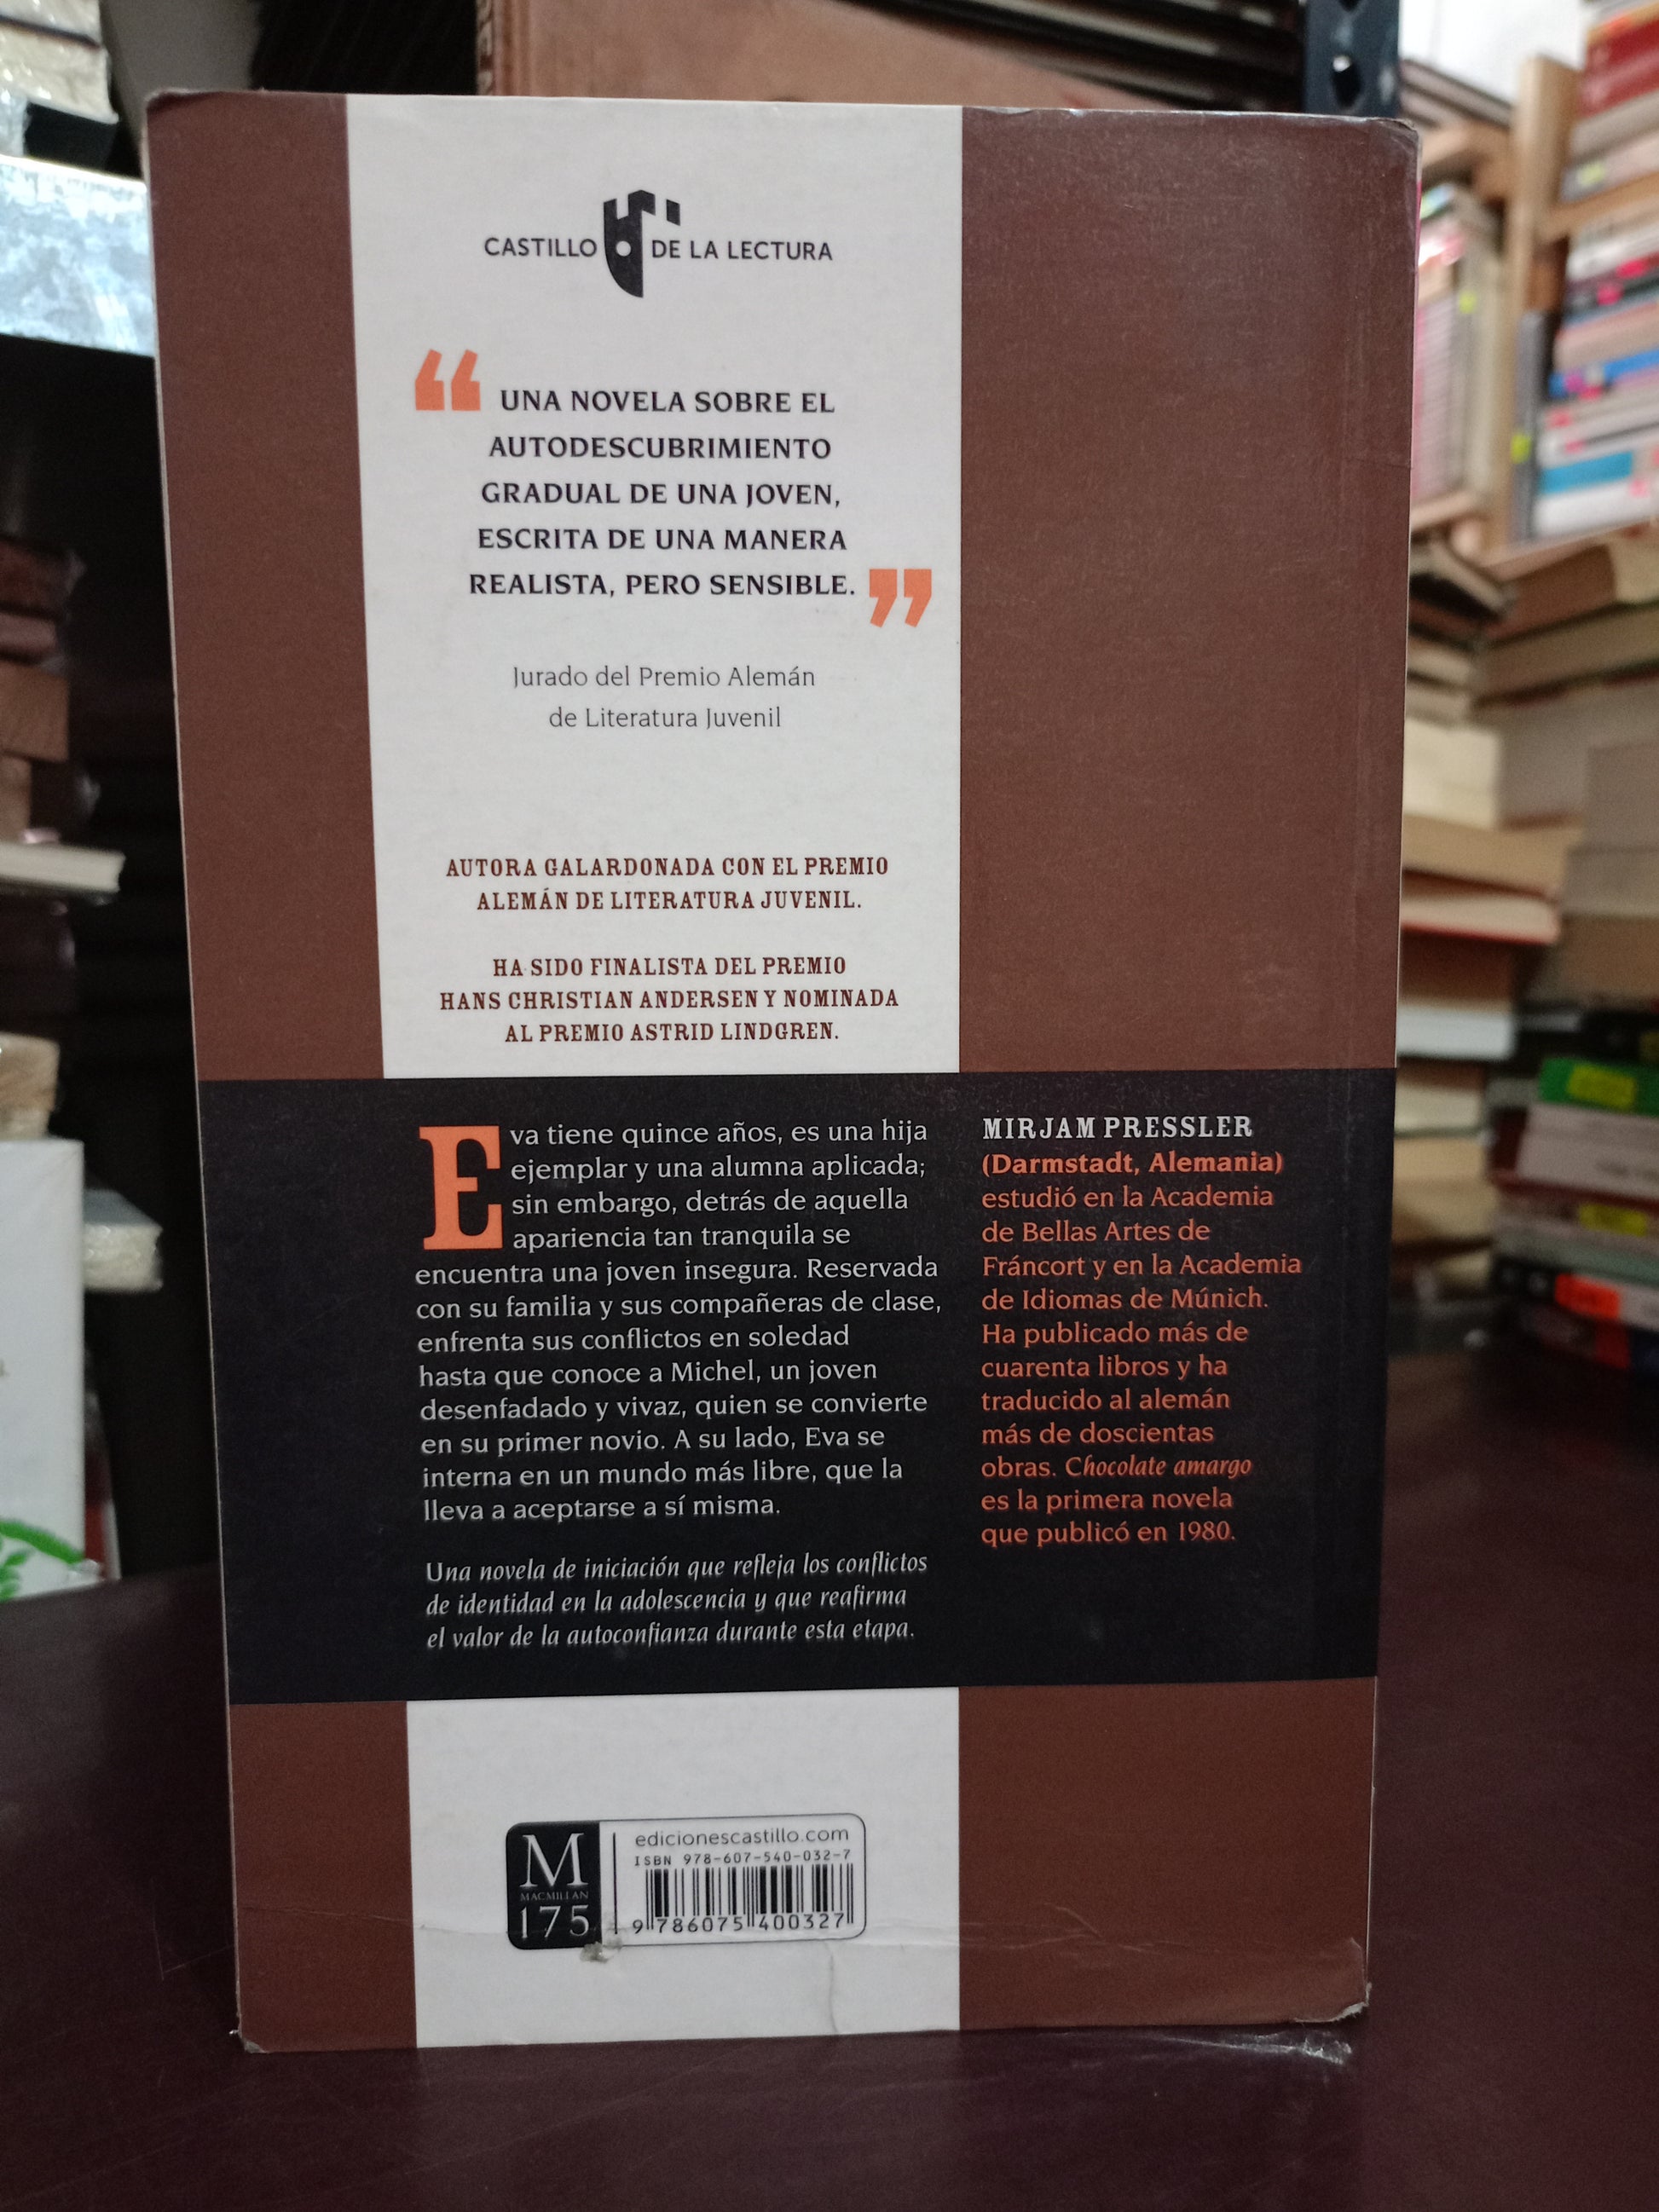 CASTILLO DE LA LECTURA
“ UNA NOVELA SOBRE EL
AUTODESCUBRIMIENTO
GRADUAL DE UNA JOVEN,
ESCRITA DE UNA MANERA
REALISTA, PERO SENSIBLE. ”
Jurado del Premio Alemán
de Literatura Juvenil
AUTORA GALARDONADA CON EL PREMIO
ALEMÁN DE LITERATURA JUVENIL.
HA SIDO FINALISTA DEL PREMIO
HANS CHRISTIAN ANDERSEN Y NOMINADA
AL PREMIO ASTRID LINDGREN.
Eva tiene quince años, es una hija
ejemplar y una alumna aplicada;
sin embargo, detrás de aquella
apariencia tan tranquila se
encuentra una joven insegura. Reservada
con su familia y sus compañeras de clase,
enfrenta sus conflictos en soledad
hasta que conoce a Michel, un joven
desenfadado y vivaz, quien se convierte
en su primer novio. A su lado, Eva se
interna en un mundo más libre, que la
lleva a aceptarse a sí misma.
Una novela de iniciación que refleja los conflictos
de identidad en la adolescencia y que reafirma
el valor de la autoconfianza durante esta etapa.
MIRJAM PRESSLER
(Darmstadt, Alemania)
estudió en la Academia
de Bellas Artes de
Fráncort y en la Academia
de Idiomas de Múnich.
Ha publicado más de
cuarenta libros y ha
traducido al alemán
más de doscientas
obras. Chocolate amargo
es la primera novela
que publicó en 1980.
M
MACMILLAN
175
edicionescastillo.com
ISBN 978-607-540-032-7
9 786075 400327